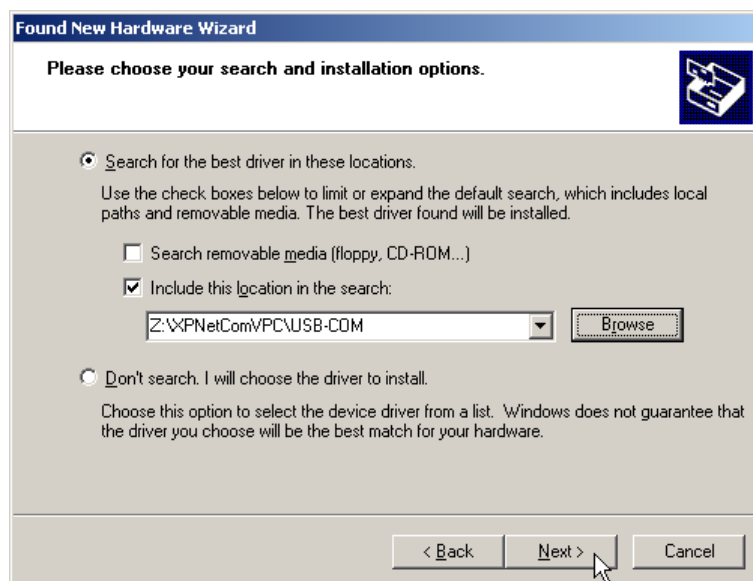 Found New Hardware Wizard
Please choose your search and installation options.
Search for the best driver in these locations.
Use the check boxes below to limit or expand the default search, which includes local
paths and removable media. The best driver found will be installed.
Search removable media (floppy, CD-ROM...)
Include this location in the search:
Z:\XPNetComVPC\USB-COM
Browse
Don't search. I will choose the driver to install.
Choose this option to select the device driver from a list. Windows does not guarantee that
the driver you choose will be the best match for your hardware.
< Back
Next >
Cancel